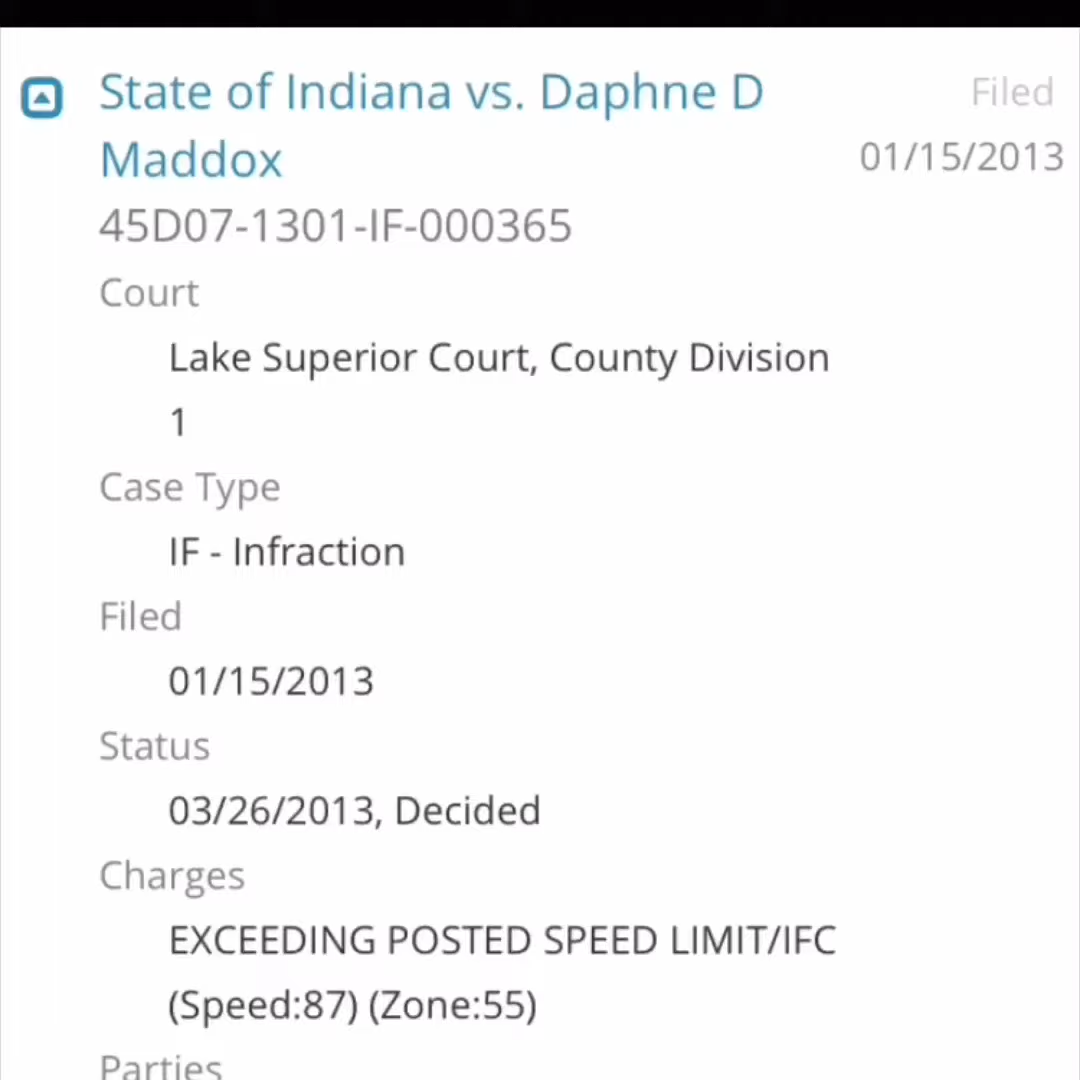 State of Indiana vs. Daphne D
Filed
Maddox
01/15/2013
45D07-1301-IF-000365
Court
Lake Superior Court, County Division
1
Case Type
IF - Infraction
Filed
01/15/2013
Status
03/26/2013, Decided
Charges
EXCEEDING POSTED SPEED LIMIT/IFC
(Speed:87) (Zone:55)
Parties